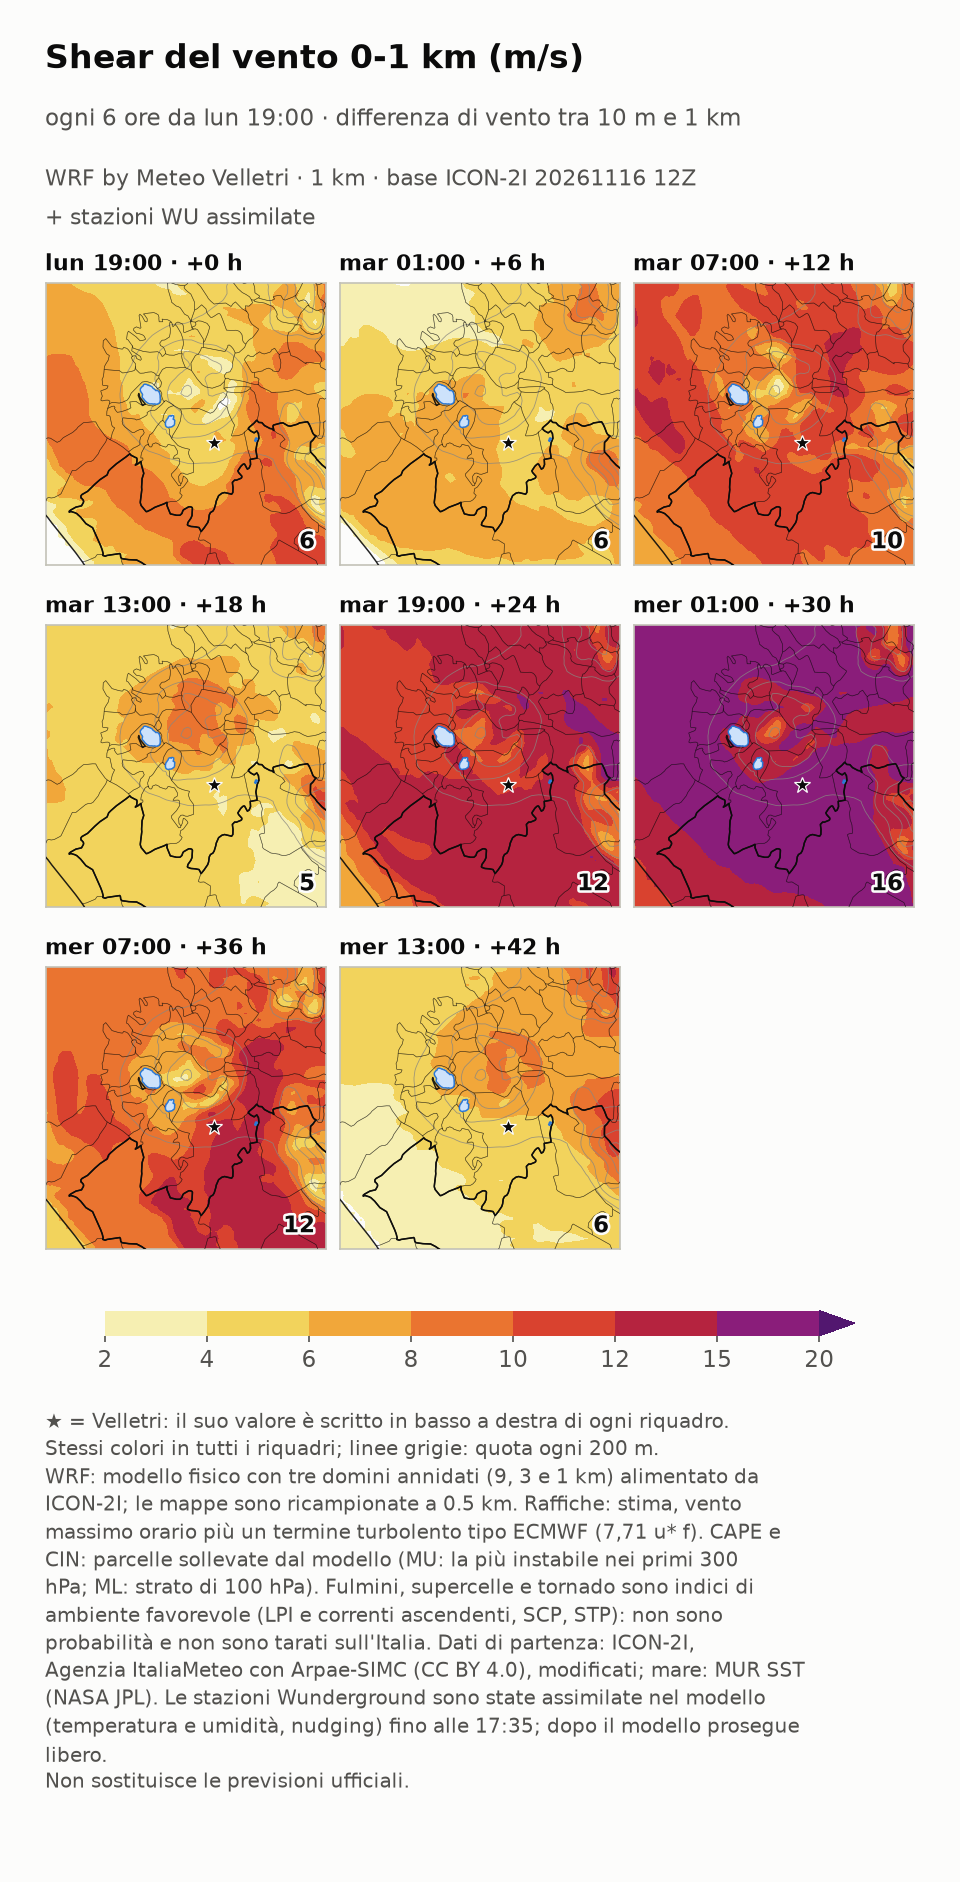 Shear del vento 0-1 km (m/s)
ogni 6 ore da lun 19:00 · differenza di vento tra 10 m e 1 km
WRF by Meteo Velletri · 1 km · base ICON-2I 20261116 12Z
+ stazioni WU assimilate
lun 19:00 · +0 h
mar 01:00 · +6 h
mar 07:00 · +12 h
6
6
10
mar 13:00 · +18 h
mar 19:00 · +24 h
mer 01:00 · +30 h
5
12
16
mer 07:00 · +36 h
mer 13:00 · +42 h
12
6
2 4 6 8 10 12 15 20
★ = Velletri: il suo valore è scritto in basso a destra di ogni riquadro.
Stessi colori in tutti i riquadri; linee grigie: quota ogni 200 m.
WRF: modello fisico con tre domini annidati (9, 3 e 1 km) alimentato da
ICON-2I; le mappe sono ricampionate a 0.5 km. Raffiche: stima, vento
massimo orario più un termine turbolento tipo ECMWF (7,71 u* f). CAPE e
CIN: parcelle sollevate dal modello (MU: la più instabile nei primi 300
hPa; ML: strato di 100 hPa). Fulmini, supercelle e tornado sono indici di
ambiente favorevole (LPI e correnti ascendenti, SCP, STP): non sono
probabilità e non sono tarati sull'Italia. Dati di partenza: ICON-2I,
Agenzia ItaliaMeteo con Arpae-SIMC (CC BY 4.0), modificati; mare: MUR SST
(NASA JPL). Le stazioni Wunderground sono state assimilate nel modello
(temperatura e umidità, nudging) fino alle 17:35; dopo il modello prosegue
libero.
Non sostituisce le previsioni ufficiali.